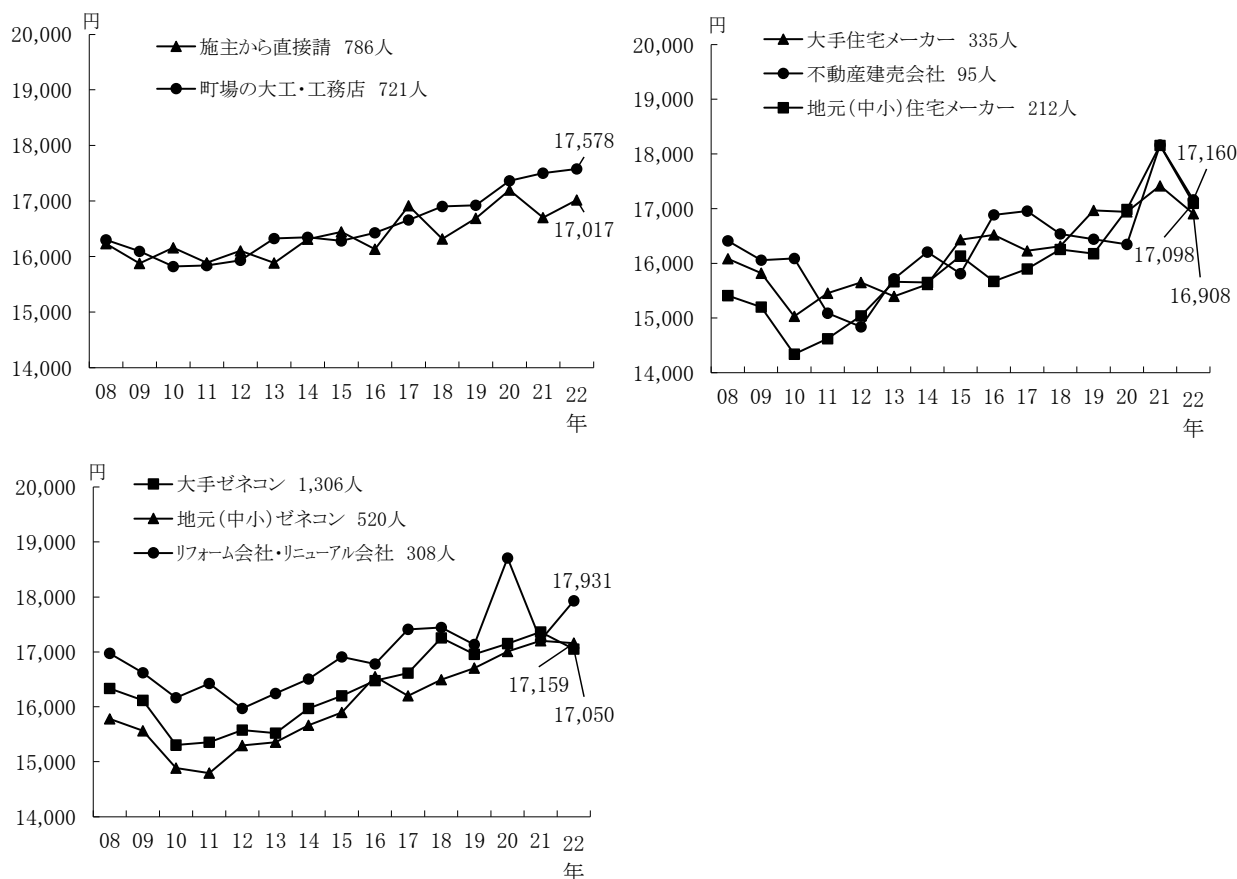 円
20,000
19,000
18,000
17,000
16,000
15,000
14,000
施主から直接請 786人
町場の大工・工務店 721人
17,578
17,017
08 09 10 11 12 13 14 15 16 17 18 19 20 21 22
年
円
20,000
19,000
18,000
17,000
16,000
15,000
14,000
大手住宅メーカー 335人
不動産建売会社 95人
地元(中小)住宅メーカー 212人
17,160
17,098
16,908
08 09 10 11 12 13 14 15 16 17 18 19 20 21 22
年
円
20,000
19,000
18,000
17,000
16,000
15,000
14,000
大手ゼネコン 1,306人
地元(中小)ゼネコン 520人
リフォーム会社・リニューアル会社 308人
17,931
17,159
17,050
08 09 10 11 12 13 14 15 16 17 18 19 20 21 22
年